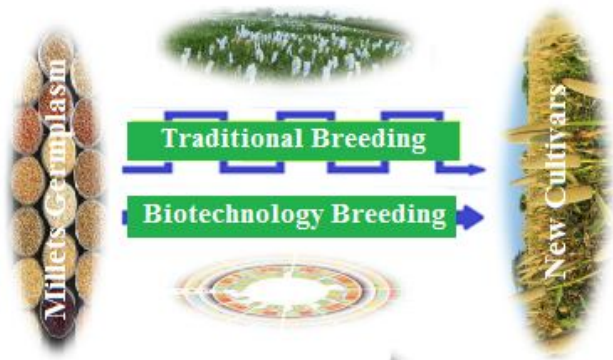 Millets Germplasm
Traditional Breeding
Biotechnology Breeding
New Cultivars